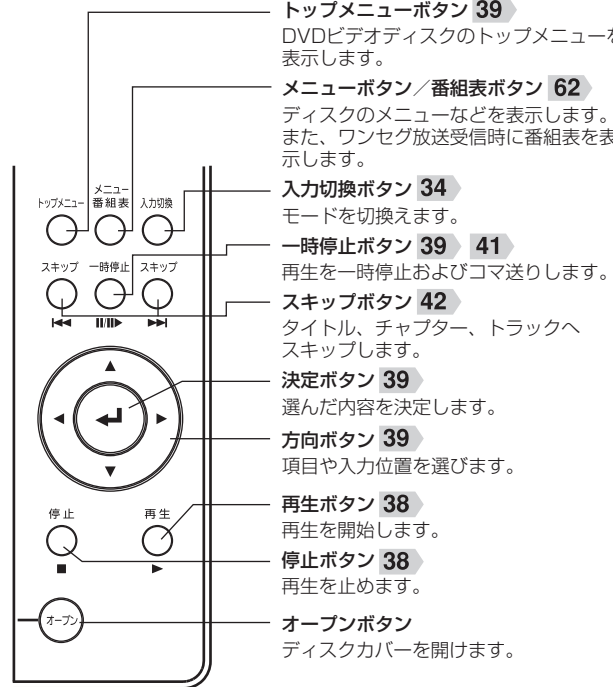 トップメニューボタン 39
DVDビデオディスクのトップメニューを
表示します。
メニューボタン／番組表ボタン 62
ディスクのメニューなどを表示します。
また、ワンセグ放送受信時に番組表を表
示します。
入力切換ボタン 34
モードを切換えます。
一時停止ボタン 39 41
再生を一時停止およびコマ送りします。
スキップボタン 42
タイトル、チャプター、トラックへ
スキップします。
決定ボタン 39
選んだ内容を決定します。
方向ボタン 39
項目や入力位置を選びます。
再生ボタン 38
再生を開始します。
停止ボタン 38
再生を止めます。
オープンボタン
ディスクカバーを開けます。
トップメニュー
メニュー
番組表
入力切換
スキップ
一時停止
スキップ
停止
再生
オープン